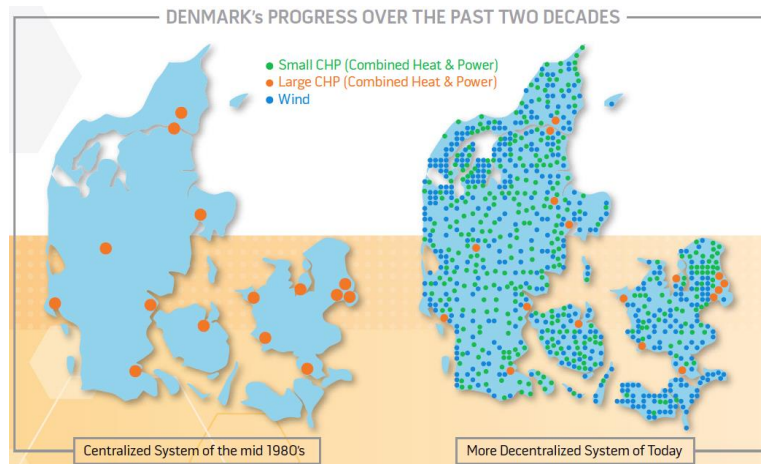 DENMARK's PROGRESS OVER THE PAST TWO DECADES
Small CHP (Combined Heat & Power)
Large CHP (Combined Heat & Power)
Wind
Centralized System of the mid 1980's
More Decentralized System of Today